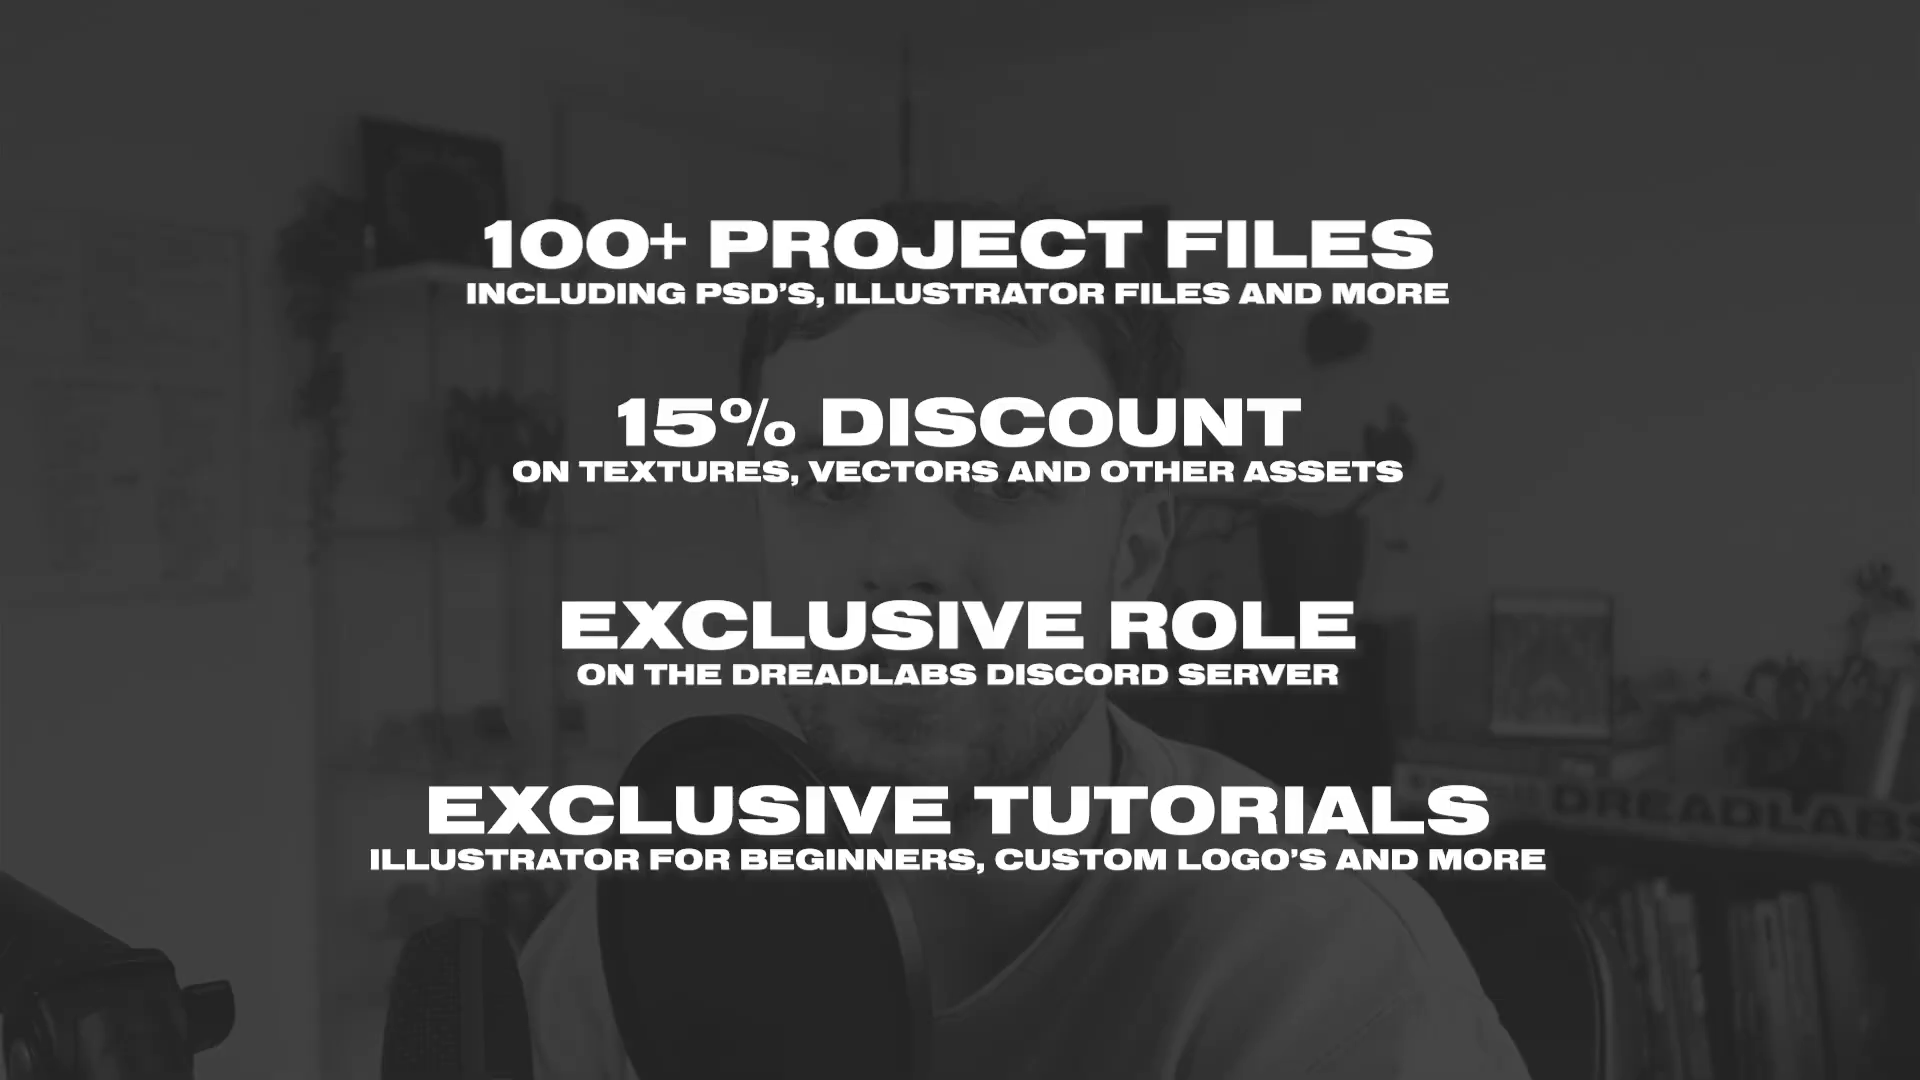 100+ PROJECT FILES
INCLUDING PSD'S, ILLUSTRATOR FILES AND MORE
15% DISCOUNT
ON TEXTURES, VECTORS AND OTHER ASSETS
EXCLUSIVE ROLE
ON THE DREADLABS DISCORD SERVER
EXCLUSIVE TUTORIALS
ILLUSTRATOR FOR BEGINNERS, CUSTOM LOGO'S AND MORE
DREADLABS